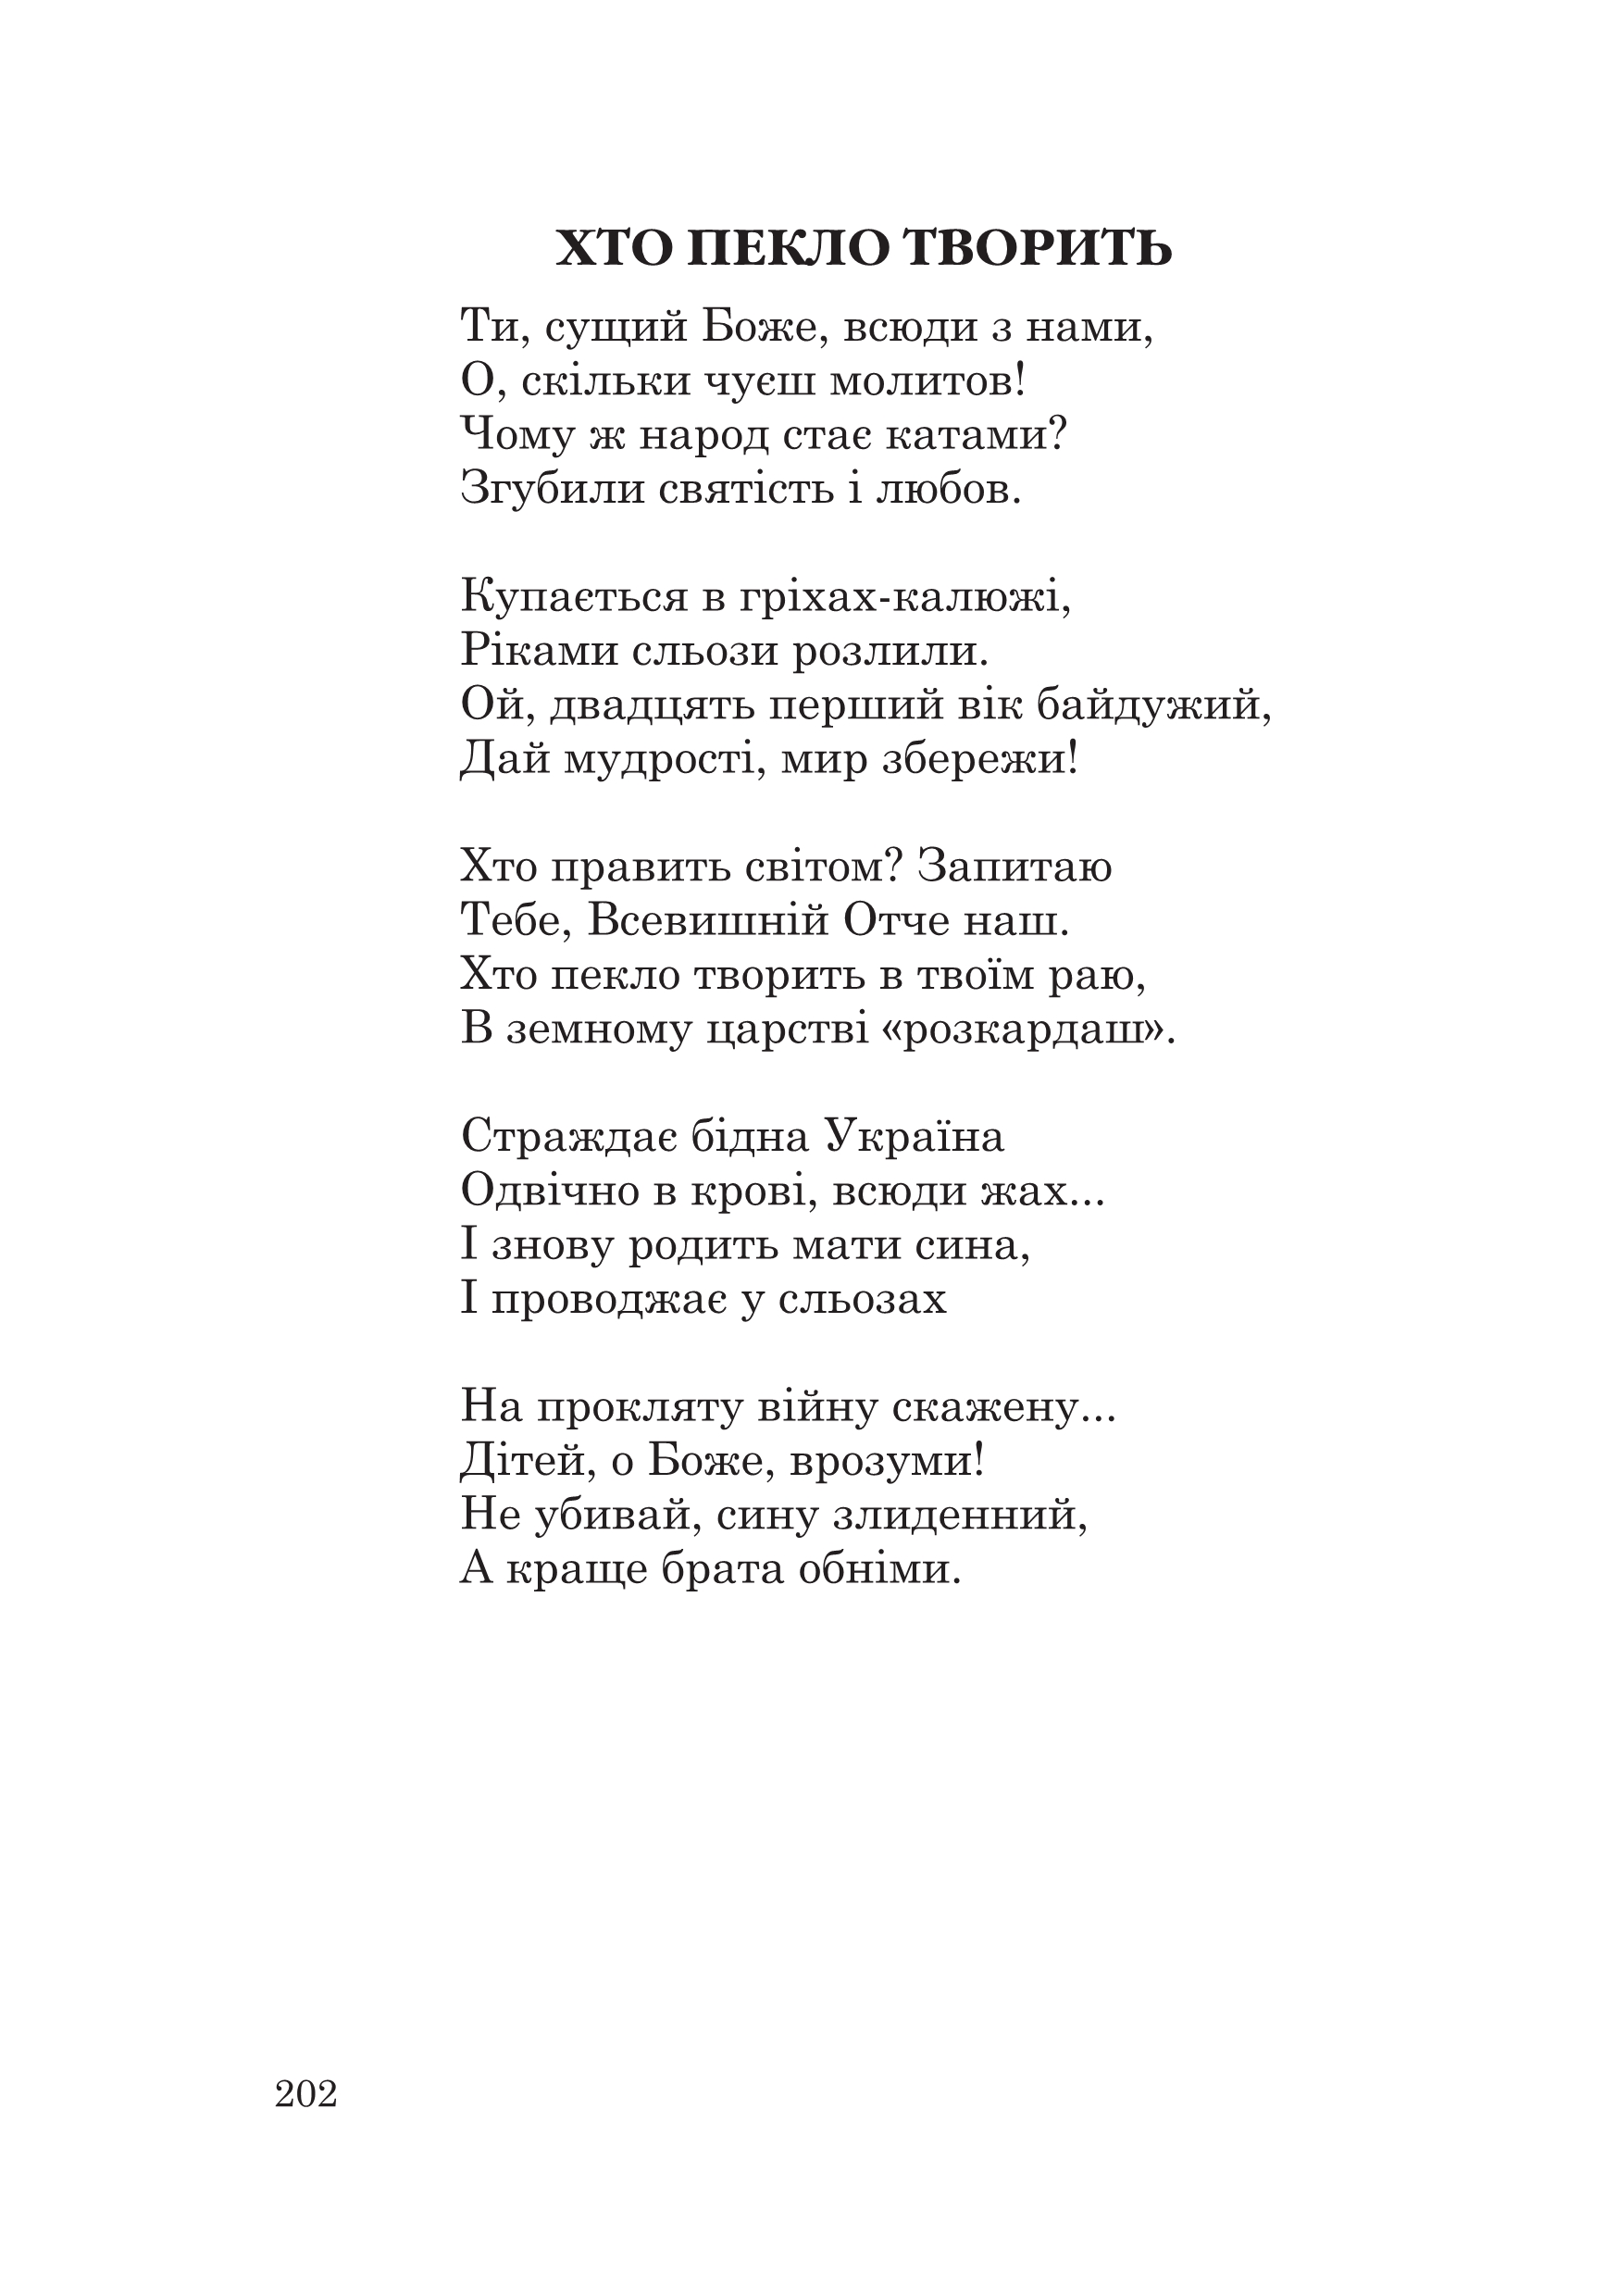 ХТО ПЕКЛО ТВОРИТЬ
Ти, сущий Боже, всюди з нами,
О, скільки чуєш молитов!
Чому ж народ стає катами?
Згубили святість і любов.
Купається в гріхах-калюжі,
Ріками сльози розлили.
Ой, двадцять перший вік байдужий,
Дай мудрості, мир збережи!
Хто править світом? Запитаю
Тебе, Всевишній Отче наш.
Хто пекло творить в твоїм раю,
В земному царстві «розкардаш».
Страждає бідна Україна
Одвічно в крові, всюди жах...
І знову родить мати сина,
І проводжає у сльозах
На прокляту війну скажену...
Дітей, о Боже, врозуми!
Не убивай, сину злиденний,
А краще брата обніми.
202